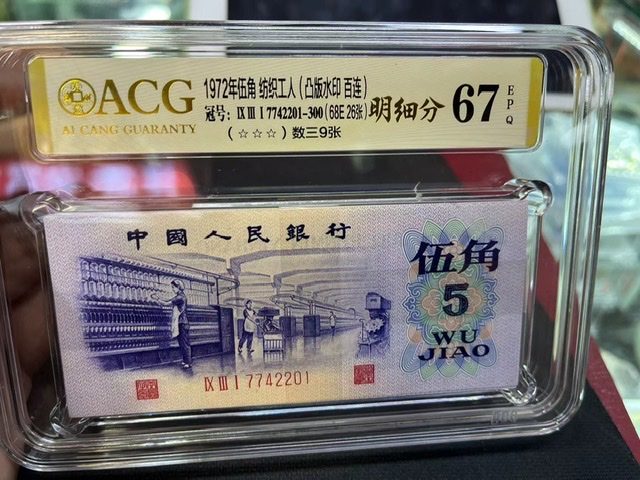 ACG
AI CANG GUARANTY
1972年伍角 纺织工人（凸版水印 百连）
冠号：IX III I 7742201-300（68E 26张）
（☆☆☆）数三9张
明细分
67
EPQ
中國人民銀行
伍角
5
WU
JIAO
IX III I 7742201